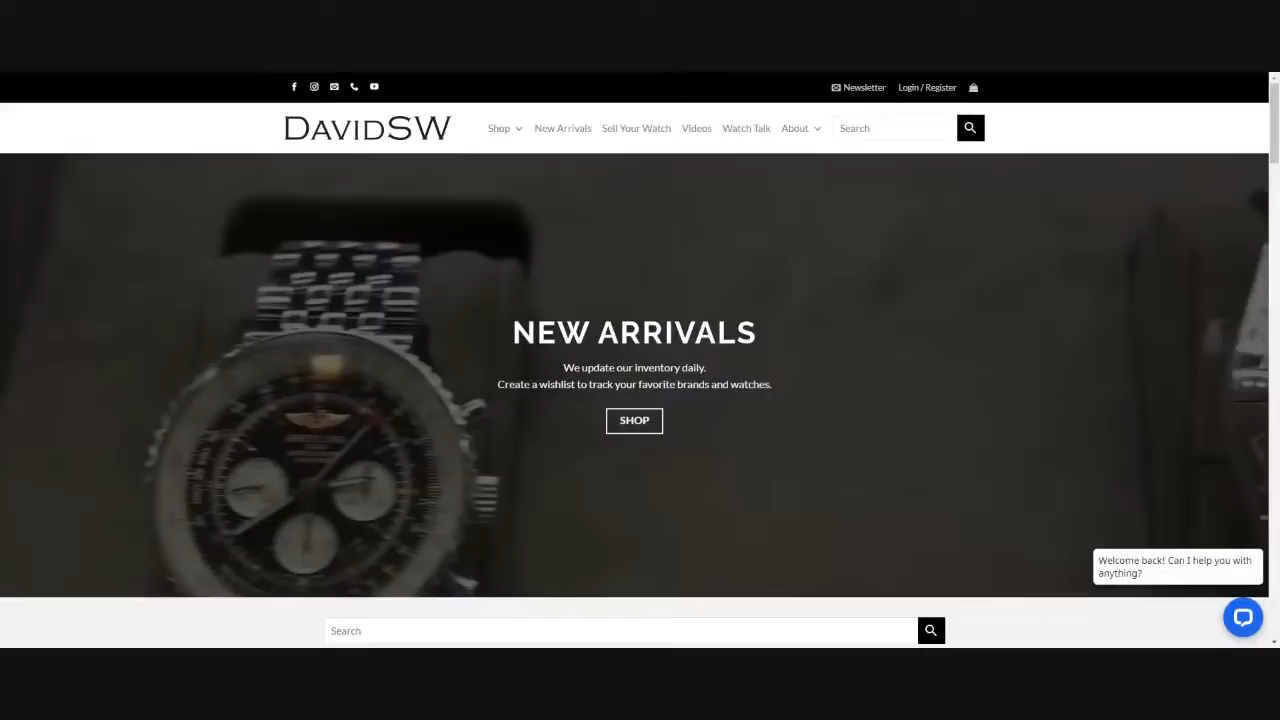 Newsletter Login / Register
DAVIDSW Shop New Arrivals Sell Your Watch Videos Watch Talk About Search
NEW ARRIVALS
We update our inventory daily.
Create a wishlist to track your favorite brands and watches.
SHOP
Welcome back! Can I help you with
anything?
Search